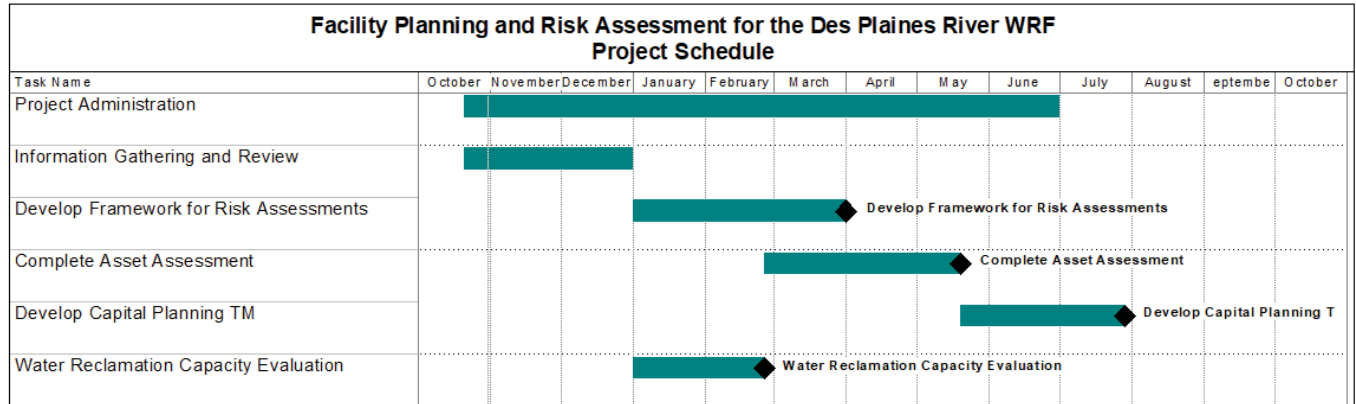 Facility Planning and Risk Assessment for the Des Plaines River WRF
Project Schedule
Task Name October November December January February March April May June July August eptembe October
Project Administration
Information Gathering and Review
Develop Framework for Risk Assessments Develop Framework for Risk Assessments
Complete Asset Assessment Complete Asset Assessment
Develop Capital Planning TM Develop Capital Planning T
Water Reclamation Capacity Evaluation Water Reclamation Capacity Evaluation